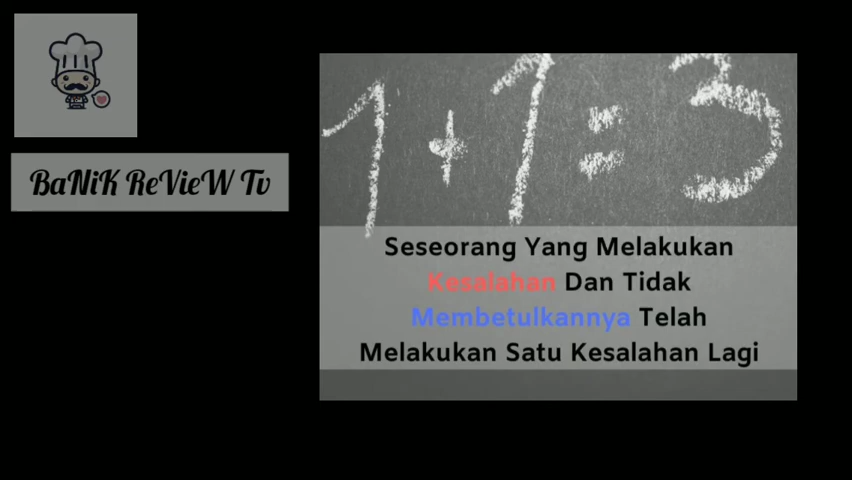 BaNiK ReVieW Tv
1 + 1 = 3
Seseorang Yang Melakukan
Kesalahan Dan Tidak
Membetulkannya Telah
Melakukan Satu Kesalahan Lagi